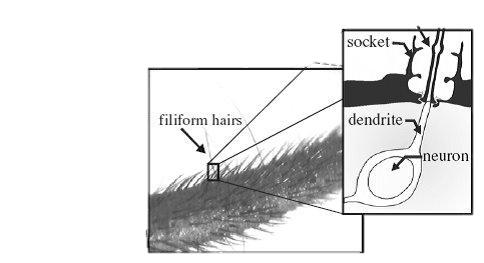 socket
filiform hairs
dendrite
neuron